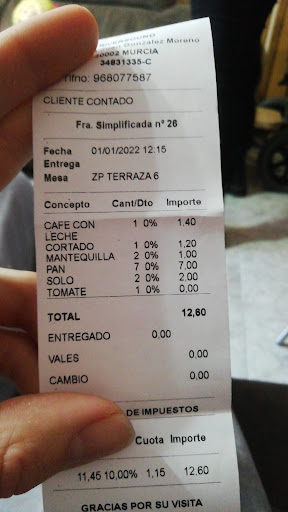 Gonzalez Moreno
30002 MURCIA
34831335-C
Tlfno: 968077587
CLIENTE CONTADO
Fra. Simplificada nº 26
Fecha 01/01/2022 12:15
Entrega
Mesa ZP TERRAZA 6
Concepto Cant/Dto Importe
CAFE CON 1 0% 1,40
LECHE
CORTADO 1 0% 1,20
MANTEQUILLA 2 0% 1,00
PAN 7 0% 7,00
SOLO 2 0% 2,00
TOMATE 1 0% 0,00
TOTAL 12,60
ENTREGADO 0,00
VALES 0,00
CAMBIO 0,00
DE IMPUESTOS
Cuota Importe
11,45 10,00% 1,15 12,60
GRACIAS POR SU VISITA